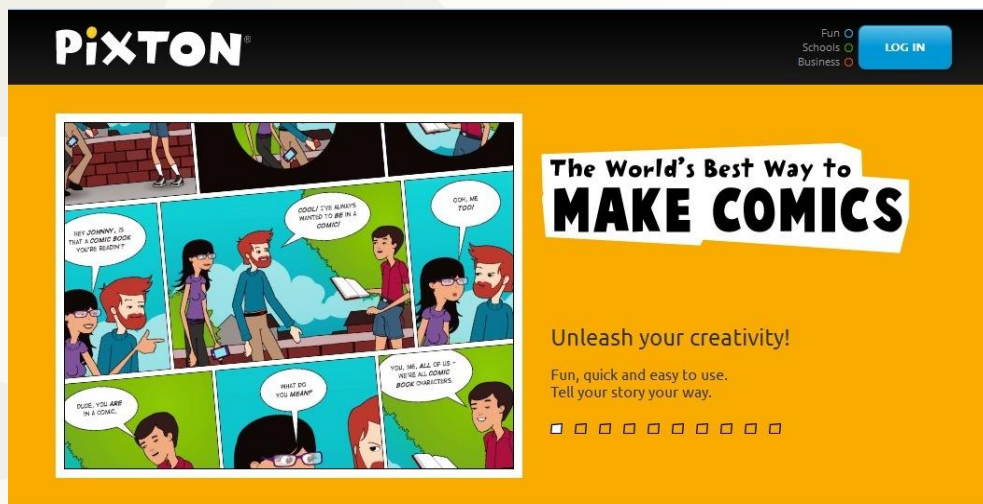 PiXTON®
Fun
Schools
Business
LOG IN
HEY JOHNNY, IS
THAT A COMIC BOOK
YOU'RE READIN'?
COOL! I'VE ALWAYS
WANTED TO BE IN A
COMIC!
OOH, ME
TOO!
DUDE, YOU ARE
IN A COMIC.
WHAT DO
YOU MEAN?
YOU, ME, ALL OF US –
WE'RE ALL COMIC
BOOK CHARACTERS.
The World's Best Way to
MAKE COMICS
Unleash your creativity!
Fun, quick and easy to use.
Tell your story your way.